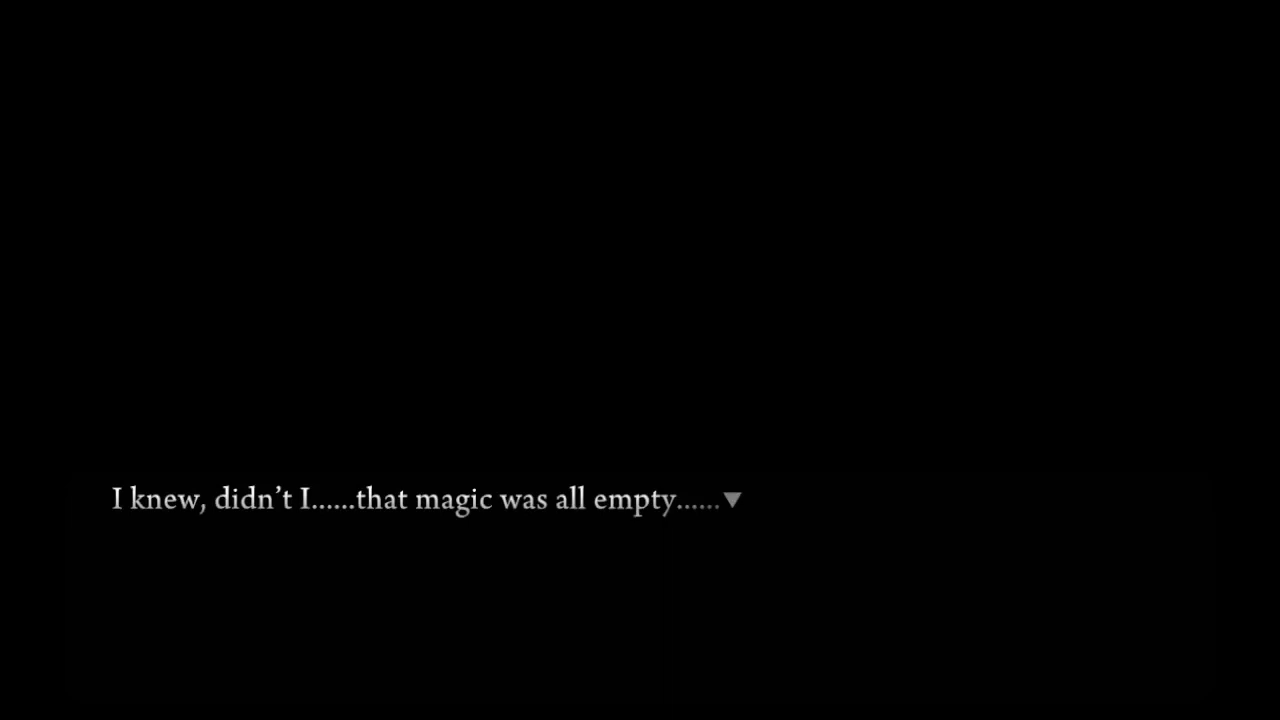 I knew, didn’t I......that magic was all empty......